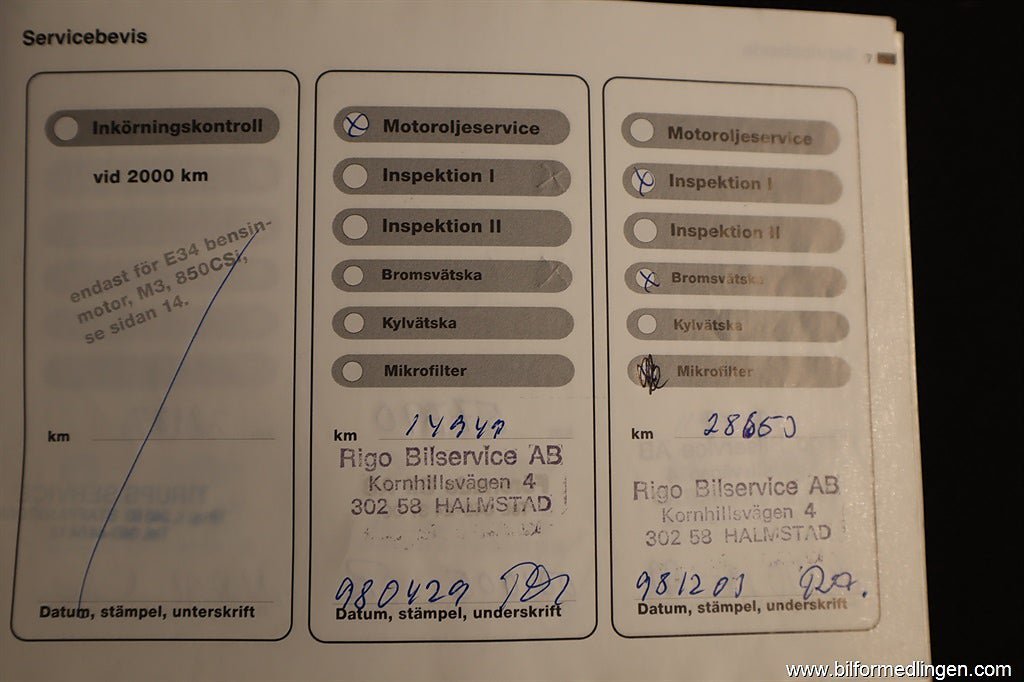 Servicebevis
7
Inkörningskontroll
vid 2000 km
endast för E34 bensin-
motor, M3, 850CSi,
se sidan 14.
km
Datum, stämpel, unterskrift
Motoroljeservice
Inspektion I
Inspektion II
Bromsvätska
Kylvätska
Mikrofilter
km
Rigo Bilservice AB
Kornhillsvägen 4
302 58 HALMSTAD
980429
Datum, stämpel, underskrift
Motoroljeservice
Inspektion I
Inspektion II
Bromsvätska
Kylvätska
Mikrofilter
km
Rigo Bilservice AB
Kornhillsvägen 4
302 58 HALMSTAD
981203
Datum, stämpel, underskrift
www.bilformedlingen.com